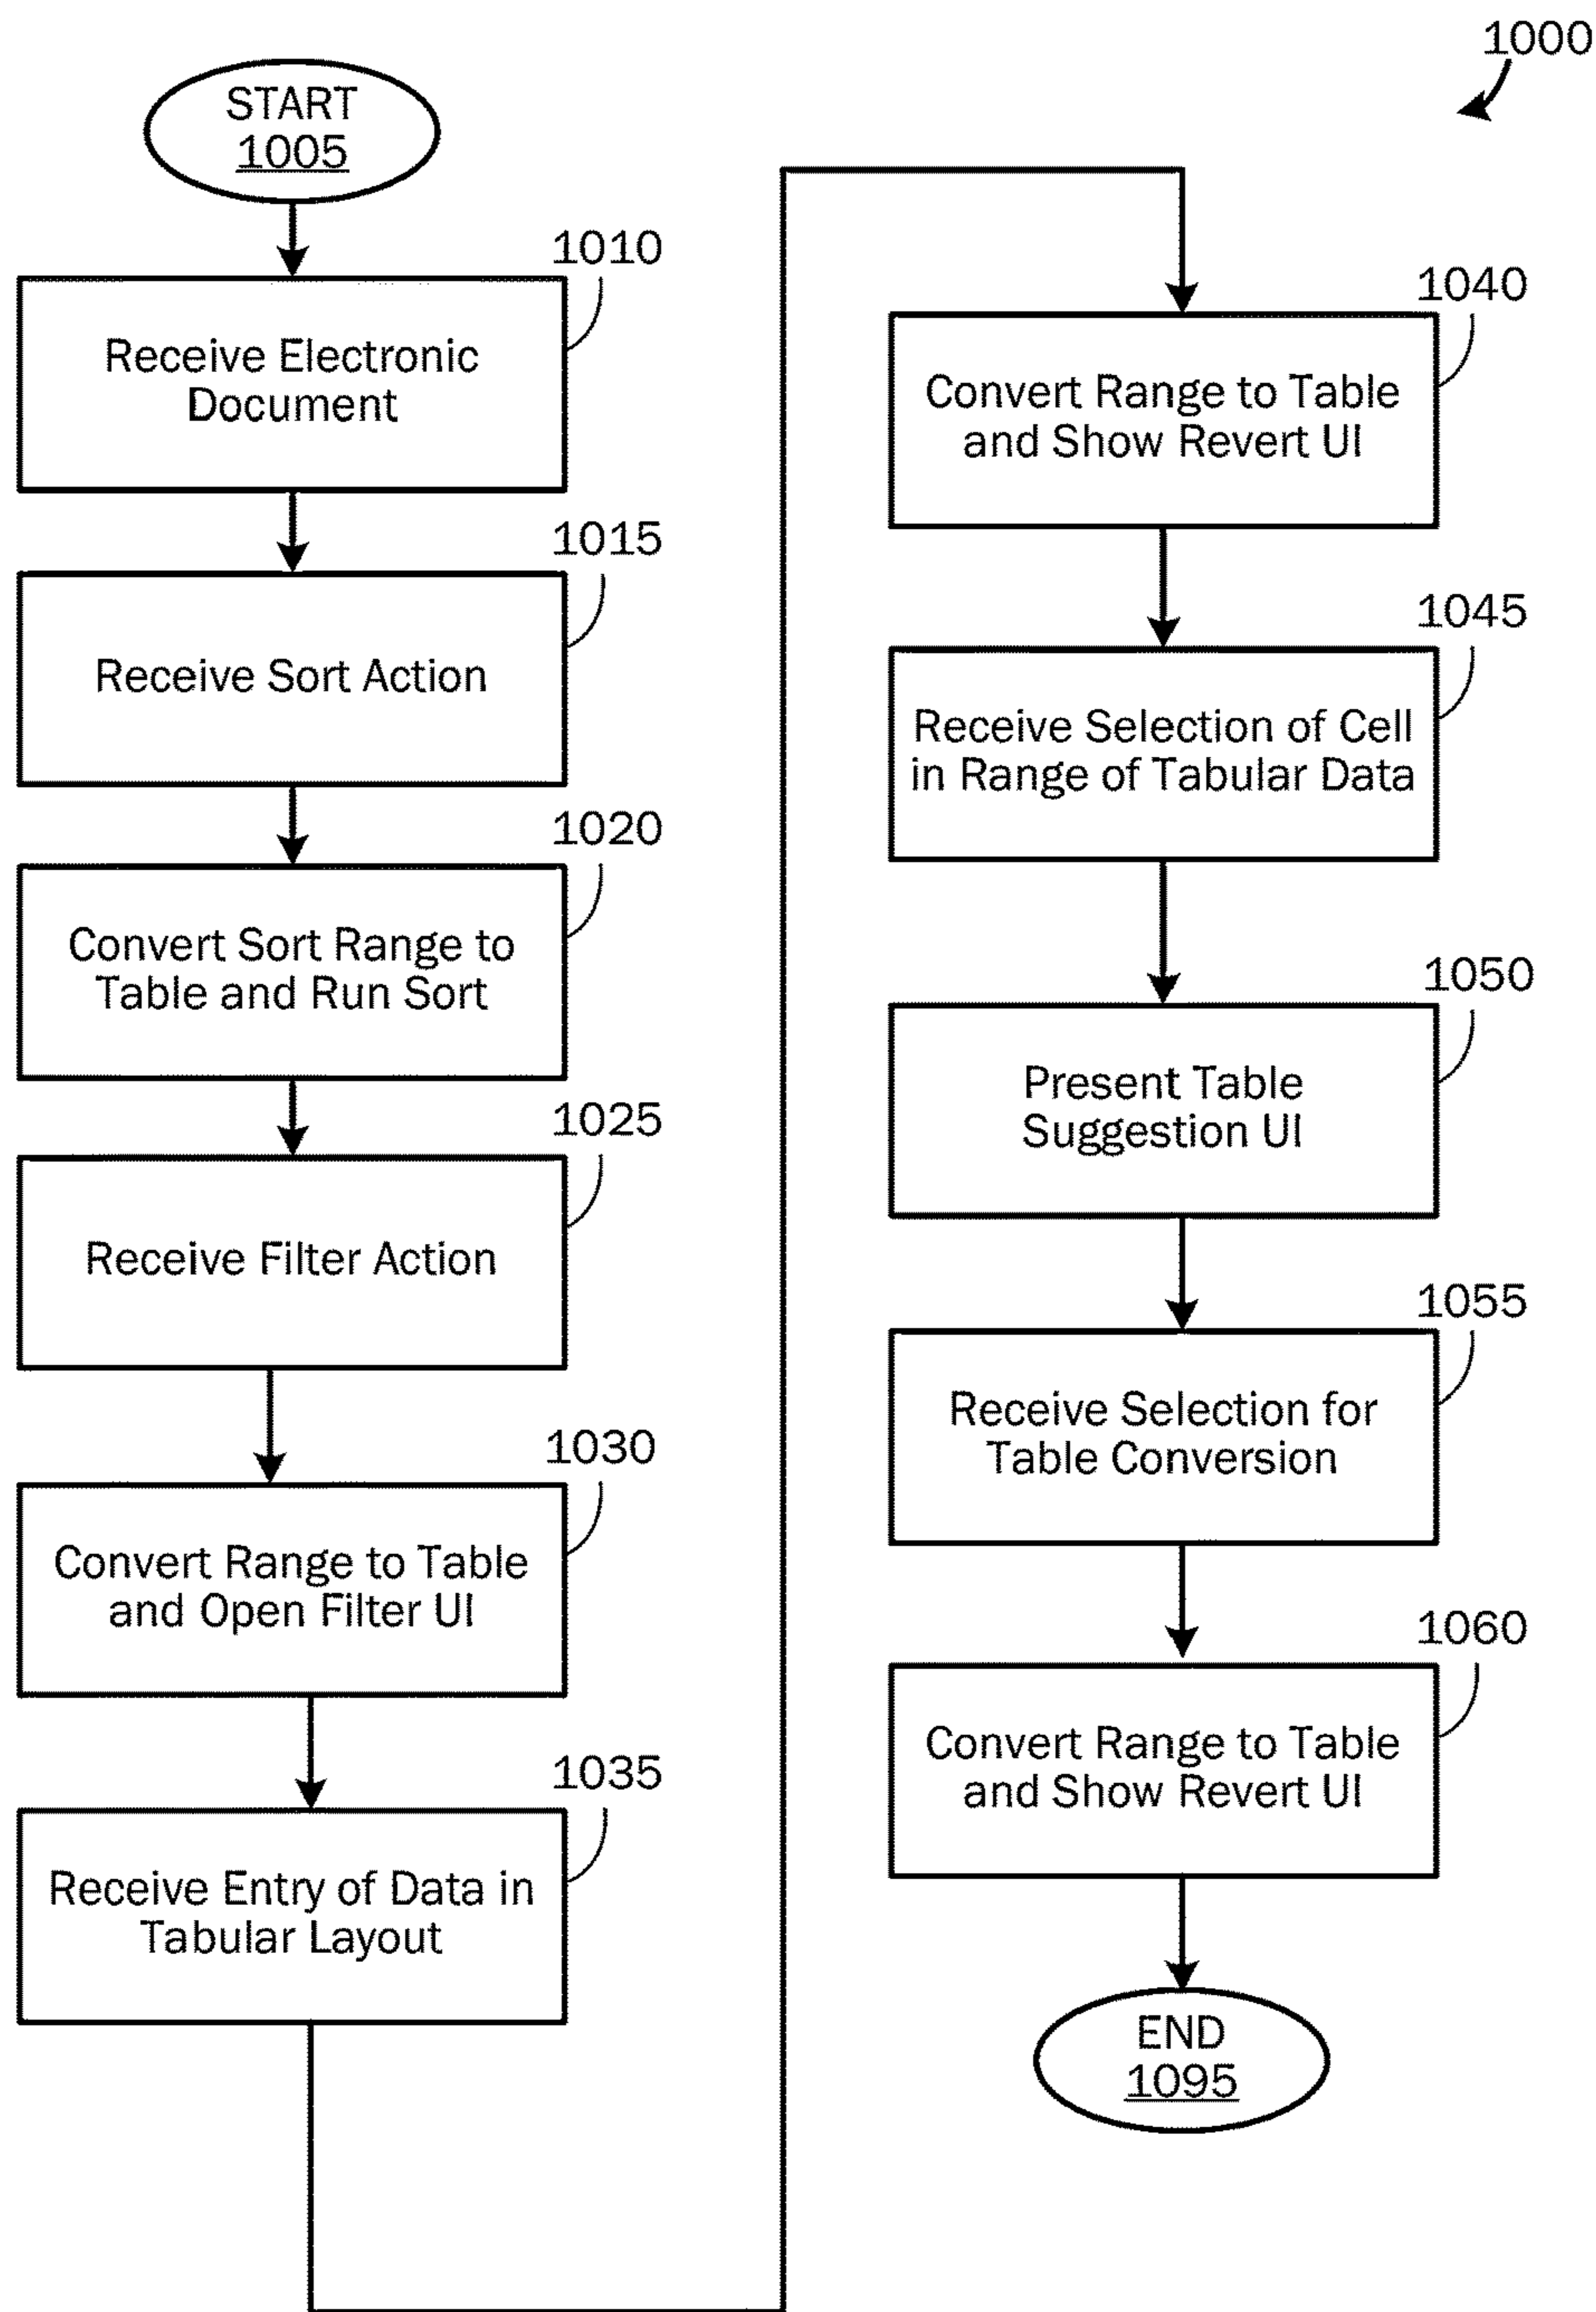 1000
START
1005
1010
Receive Electronic
Document
1015
Receive Sort Action
1020
Convert Sort Range to
Table and Run Sort
1025
Receive Filter Action
1030
Convert Range to Table
and Open Filter UI
1035
Receive Entry of Data in
Tabular Layout
1040
Convert Range to Table
and Show Revert UI
1045
Receive Selection of Cell
in Range of Tabular Data
1050
Present Table
Suggestion UI
1055
Receive Selection for
Table Conversion
1060
Convert Range to Table
and Show Revert UI
END
1095